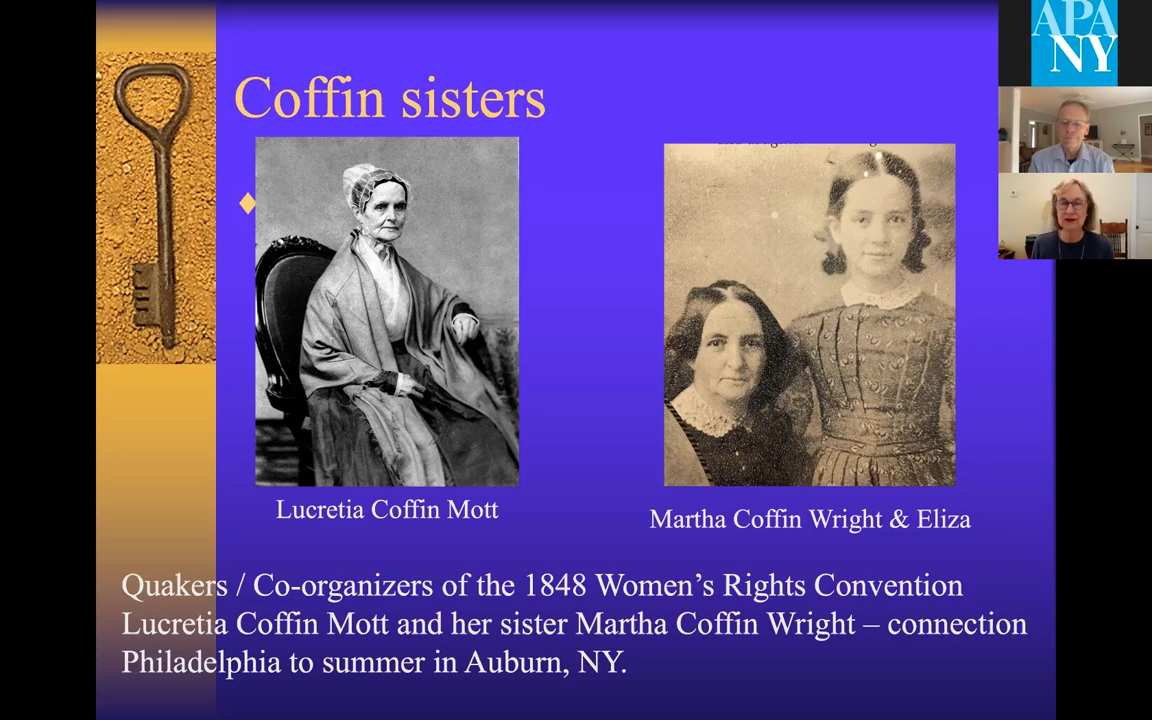 APA
NY
Coffin sisters
Lucretia Coffin Mott
Martha Coffin Wright & Eliza
Quakers / Co-organizers of the 1848 Women’s Rights Convention
Lucretia Coffin Mott and her sister Martha Coffin Wright – connection
Philadelphia to summer in Auburn, NY.